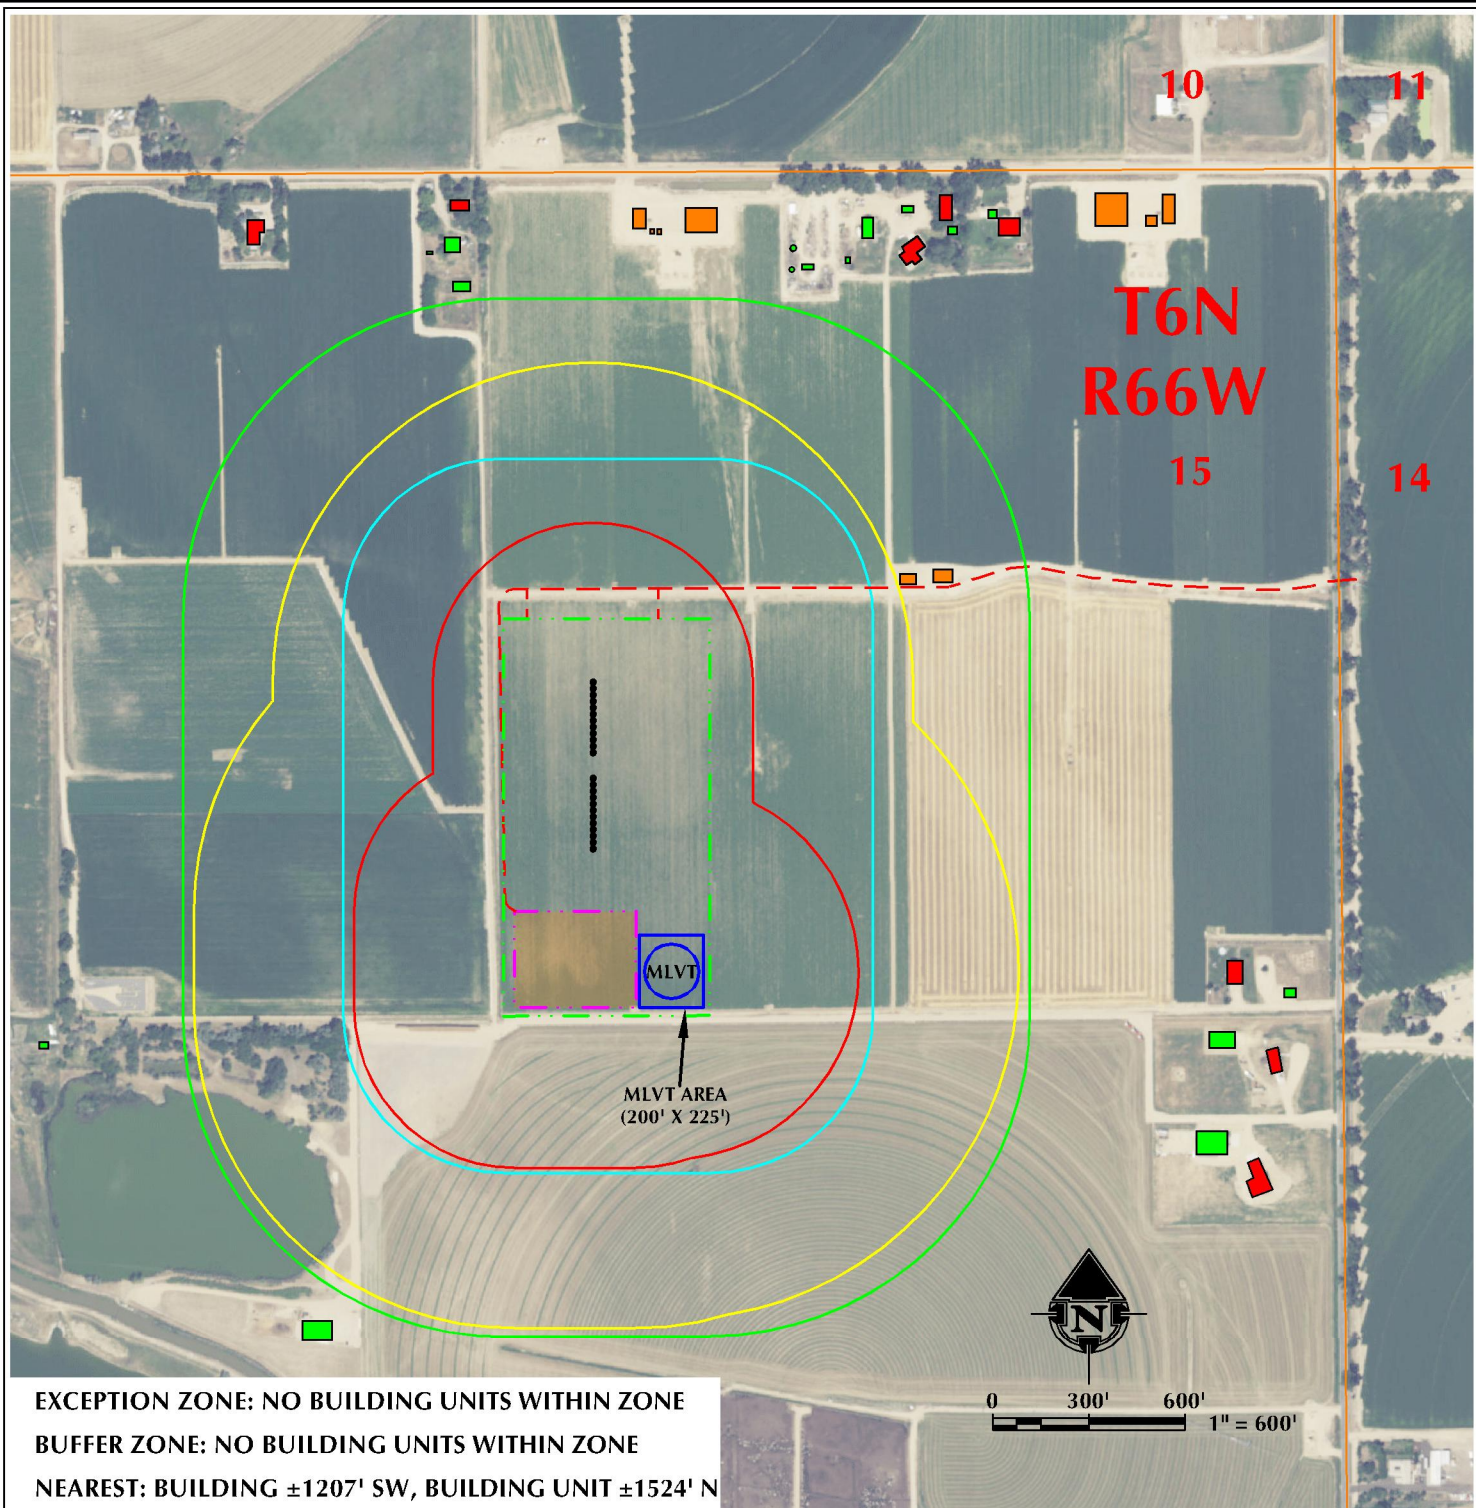 10
11
T6N
R66W
15
14
MLVT
MLVT AREA
(200' X 225')
N
0 300' 600'
1" = 600'
EXCEPTION ZONE: NO BUILDING UNITS WITHIN ZONE
BUFFER ZONE: NO BUILDING UNITS WITHIN ZONE
NEAREST: BUILDING ±1207' SW, BUILDING UNIT ±1524' N